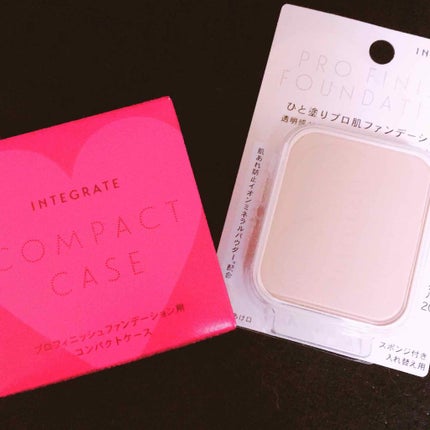 INTEGRATE
COMPACT
CASE
プロフィニッシュファンデーション用
コンパクトケース
PRO
ひと塗りプロ肌ファンデーショ
透明感
肌あれ防止イオンミネラルパウダー*配合
スポンジ付き
入れ替え用